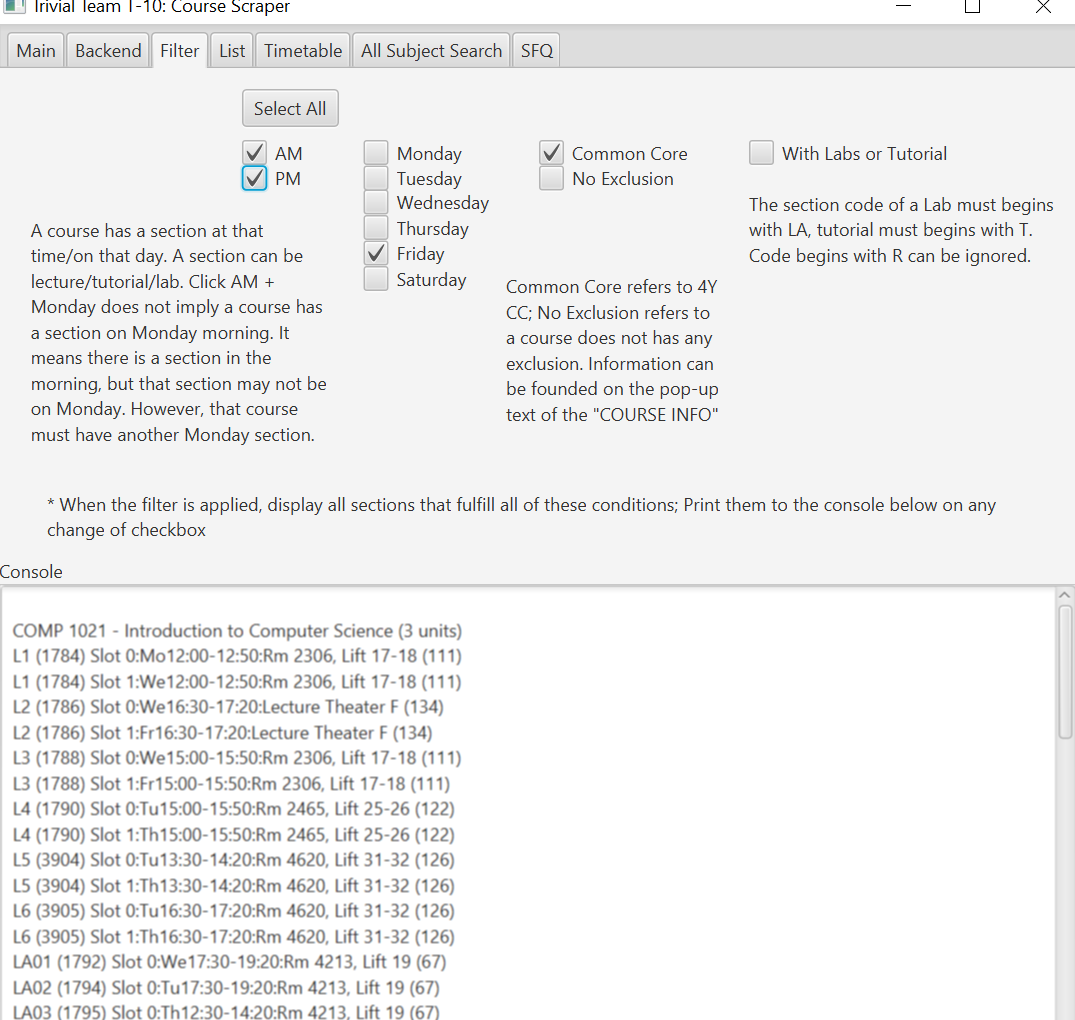 Trivial Team T-10: Course Scraper
Main Backend Filter List Timetable All Subject Search SFQ
Select All
AM
PM
Monday
Tuesday
Wednesday
Thursday
Friday
Saturday
Common Core
No Exclusion
With Labs or Tutorial
A course has a section at that
time/on that day. A section can be
lecture/tutorial/lab. Click AM +
Monday does not imply a course has
a section on Monday morning. It
means there is a section in the
morning, but that section may not be
on Monday. However, that course
must have another Monday section.
Common Core refers to 4Y
CC; No Exclusion refers to
a course does not has any
exclusion. Information can
be founded on the pop-up
text of the "COURSE INFO"
The section code of a Lab must begins
with LA, tutorial must begins with T.
Code begins with R can be ignored.
* When the filter is applied, display all sections that fulfill all of these conditions; Print them to the console below on any
change of checkbox
Console
COMP 1021 - Introduction to Computer Science (3 units)
L1 (1784) Slot 0:Mo12:00-12:50:Rm 2306, Lift 17-18 (111)
L1 (1784) Slot 1:We12:00-12:50:Rm 2306, Lift 17-18 (111)
L2 (1786) Slot 0:We16:30-17:20:Lecture Theater F (134)
L2 (1786) Slot 1:Fr16:30-17:20:Lecture Theater F (134)
L3 (1788) Slot 0:We15:00-15:50:Rm 2306, Lift 17-18 (111)
L3 (1788) Slot 1:Fr15:00-15:50:Rm 2306, Lift 17-18 (111)
L4 (1790) Slot 0:Tu15:00-15:50:Rm 2465, Lift 25-26 (122)
L4 (1790) Slot 1:Th15:00-15:50:Rm 2465, Lift 25-26 (122)
L5 (3904) Slot 0:Tu13:30-14:20:Rm 4620, Lift 31-32 (126)
L5 (3904) Slot 1:Th13:30-14:20:Rm 4620, Lift 31-32 (126)
L6 (3905) Slot 0:Tu16:30-17:20:Rm 4620, Lift 31-32 (126)
L6 (3905) Slot 1:Th16:30-17:20:Rm 4620, Lift 31-32 (126)
LA01 (1792) Slot 0:We17:30-19:20:Rm 4213, Lift 19 (67)
LA02 (1794) Slot 0:Tu17:30-19:20:Rm 4213, Lift 19 (67)
LA03 (1795) Slot 0:Th12:30-14:20:Rm 4213, Lift 19 (67)